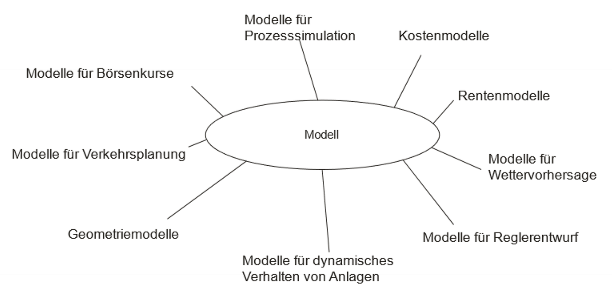 Modelle für
Prozesssimulation
Kostenmodelle
Modelle für Börsenkurse
Rentenmodelle
Modell
Modelle für Verkehrsplanung
Modelle für
Wettervorhersage
Geometriemodelle
Modelle für Reglerentwurf
Modelle für dynamisches
Verhalten von Anlagen